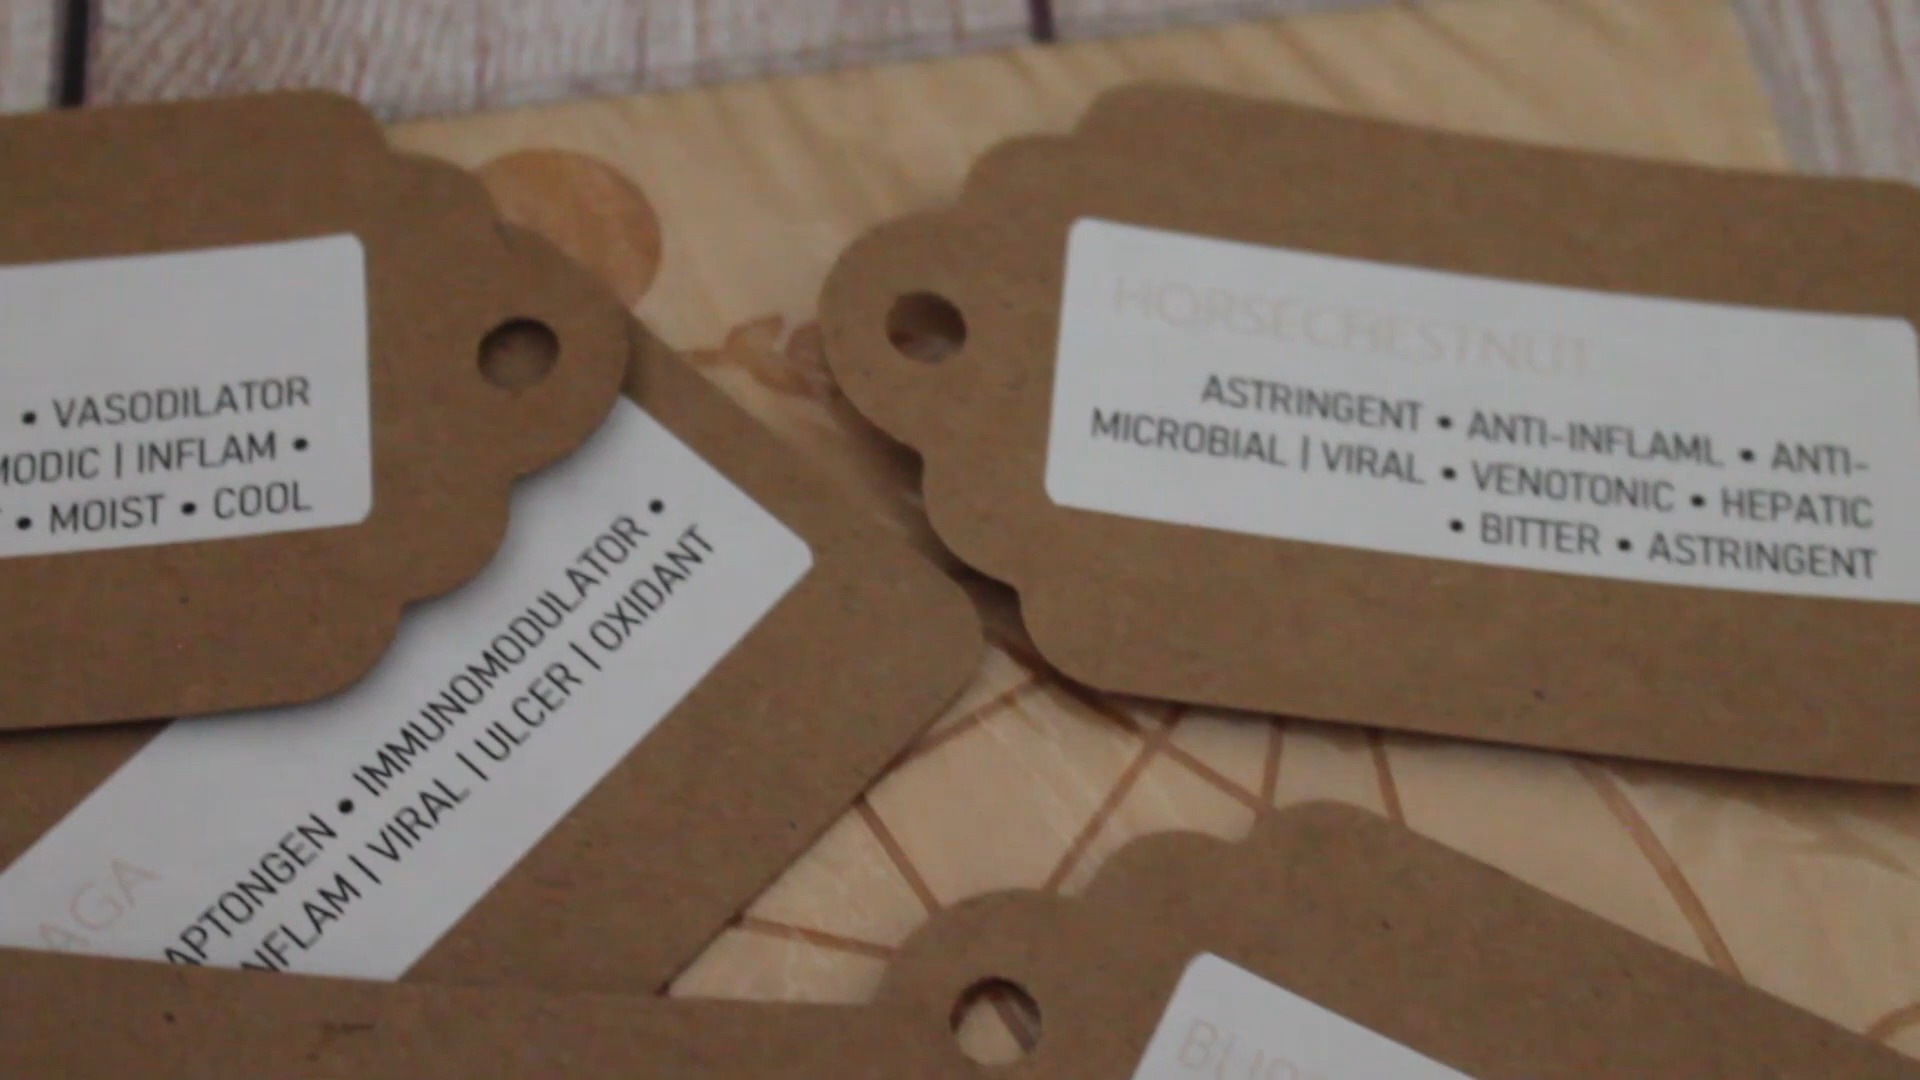 • VASODILATOR
MODIC | INFLAM •
• MOIST • COOL
AGA
APTONGEN • IMMUNOMODULATOR •
INFLAM | VIRAL | ULCER | OXIDANT
HORSECHESTNUT
ASTRINGENT • ANTI-INFLAML • ANTI-
MICROBIAL | VIRAL • VENOTONIC • HEPATIC
• BITTER • ASTRINGENT